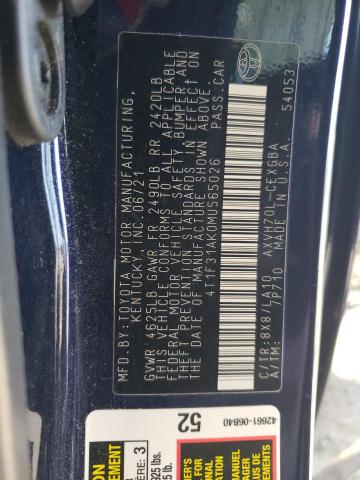 MFD. BY:TOYOTA MOTOR MANUFACTURING,
KENTUCKY, INC. 06/21
GVWR 4625LB GAWR FR 2490LB RR 2420LB
THIS VEHICLE CONFORMS TO ALL APPLICABLE
FEDERAL MOTOR VEHICLE SAFETY, BUMPER AND
THEFT PREVENTION STANDARDS IN EFFECT ON
THE DATE OF MANUFACTURE SHOWN ABOVE.
4T1F31AK0MU565026 PASS.CAR
C/TR:8X8/LA10 AXVH70L-CEXGBA
A/TM: 7P710 MADE IN U.S.A. 54053
52
42661-06B40
MANUEL